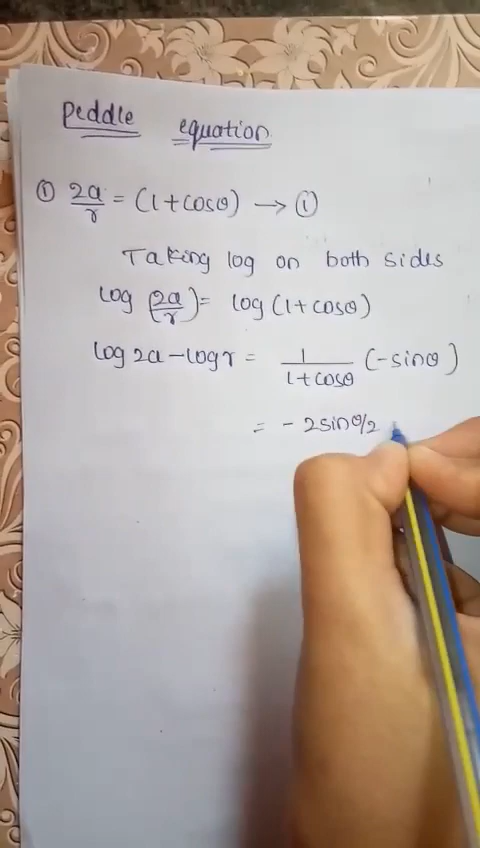 Peddle equation
① 2a/r = (1+cosθ) → ①
Taking log on both sides
log (2a/r) = log (1+cosθ)
log 2a - log r = 1/(1+cosθ) (-sinθ)
= - 2sinθ/2